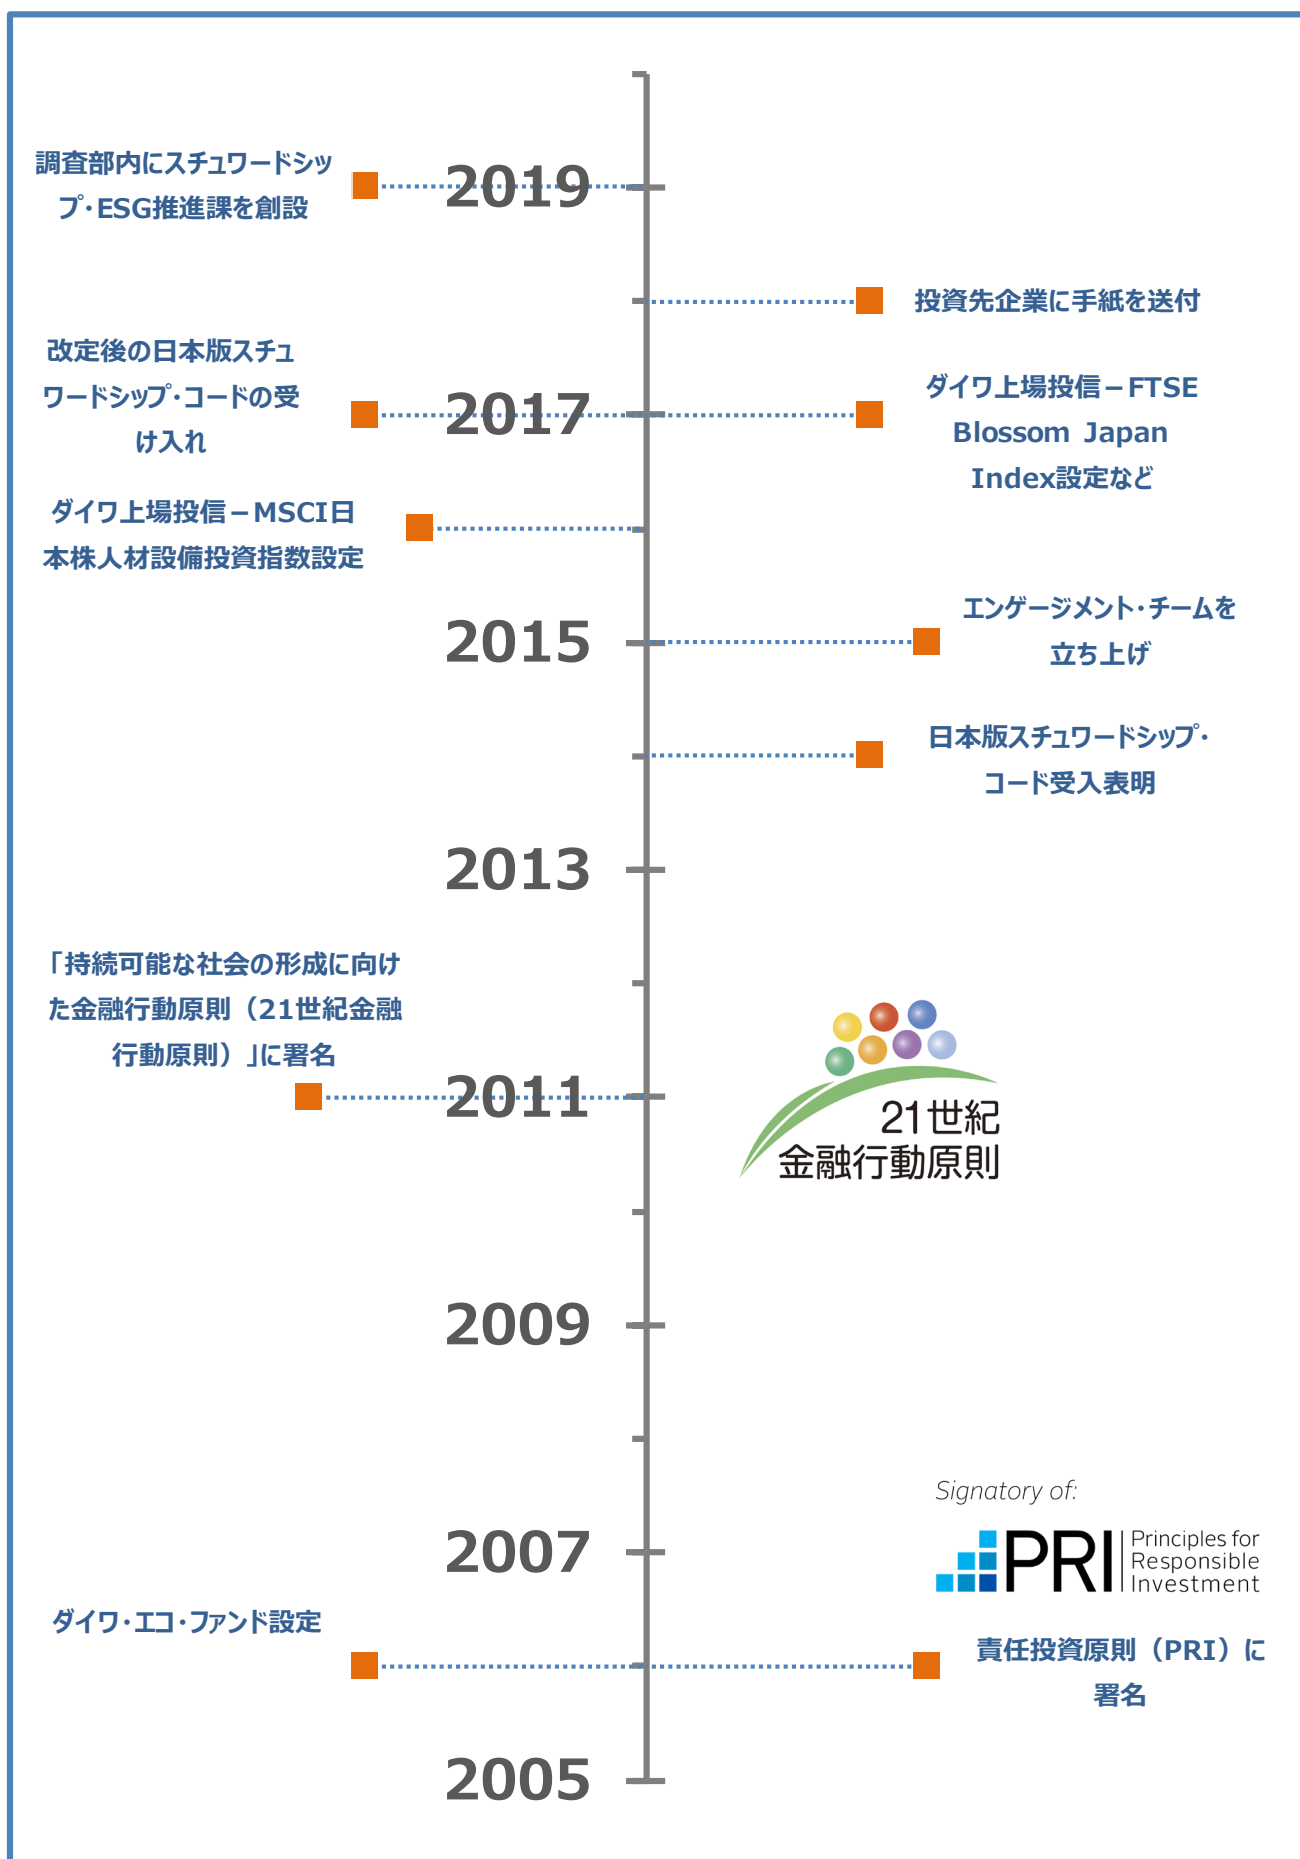 調査部内にスチュワードシッ
プ・ESG推進課を創設
2019
投資先企業に手紙を送付
改定後の日本版スチュ
ワードシップ・コードの受
け入れ
2017
ダイワ上場投信－FTSE
Blossom Japan
Index設定など
ダイワ上場投信－MSCI日
本株人材設備投資指数設定
エンゲージメント・チームを
立ち上げ
2015
日本版スチュワードシップ・
コード受入表明
2013
「持続可能な社会の形成に向け
た金融行動原則（21世紀金融
行動原則）」に署名
2011
21世紀
金融行動原則
2009
Signatory of:
2007
PRI
Principles for
Responsible
Investment
ダイワ・エコ・ファンド設定
責任投資原則（PRI）に
署名
2005